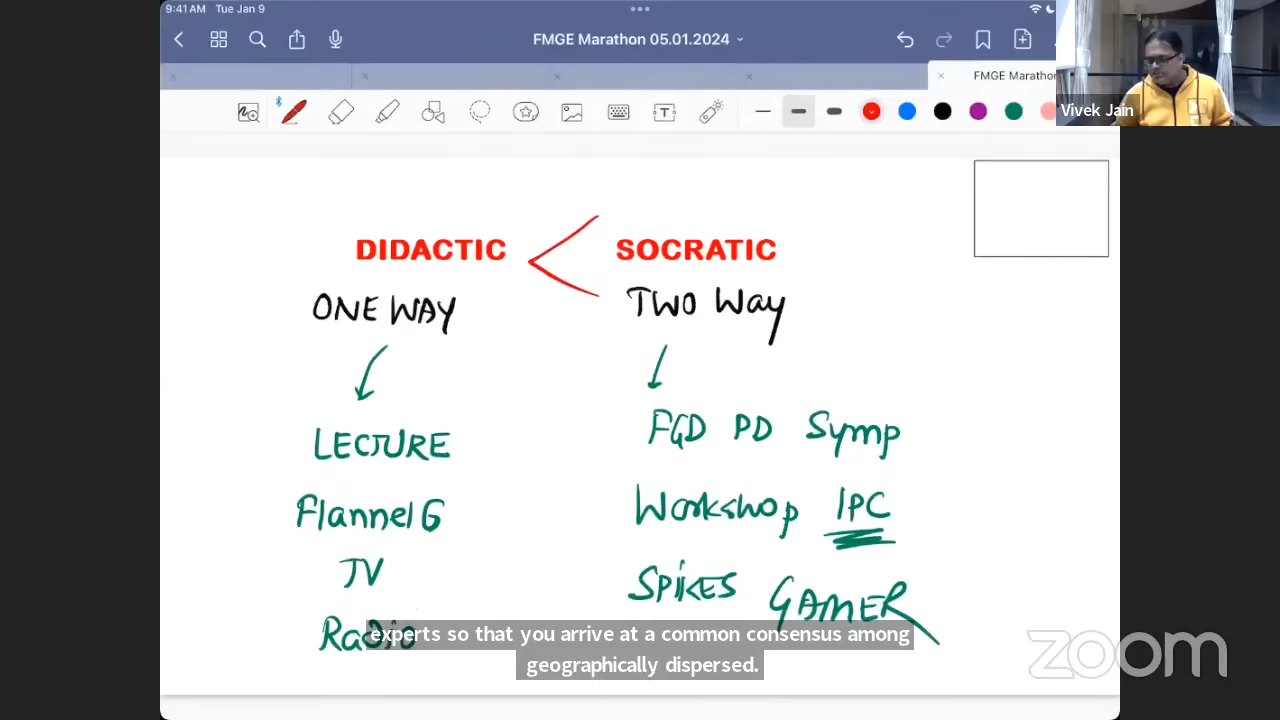 9:41 AM Tue Jan 9
FMGE Marathon 05.01.2024
FMGE Marathon
Vivek Jain
DIDACTIC SOCRATIC
ONE WAY TWO Way
LECTURE FGD PD Symp
Flannel G Workshop IPC
TV SPIKES GAMER
Radio
experts so that you arrive at a common consensus among
geographically dispersed.
zoom